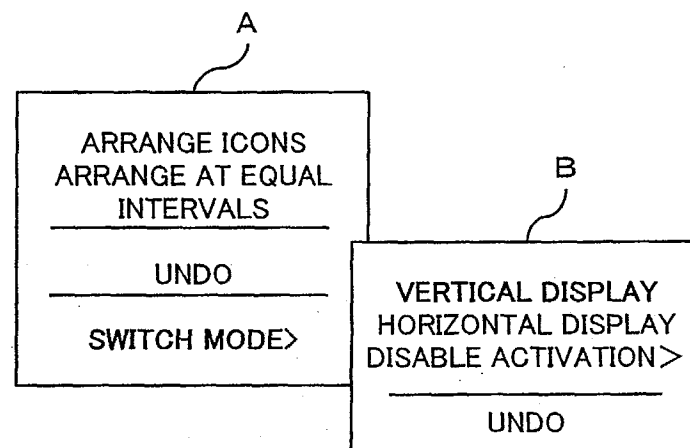 A
ARRANGE ICONS
ARRANGE AT EQUAL
INTERVALS
UNDO
SWITCH MODE>
B
VERTICAL DISPLAY
HORIZONTAL DISPLAY
DISABLE ACTIVATION>
UNDO